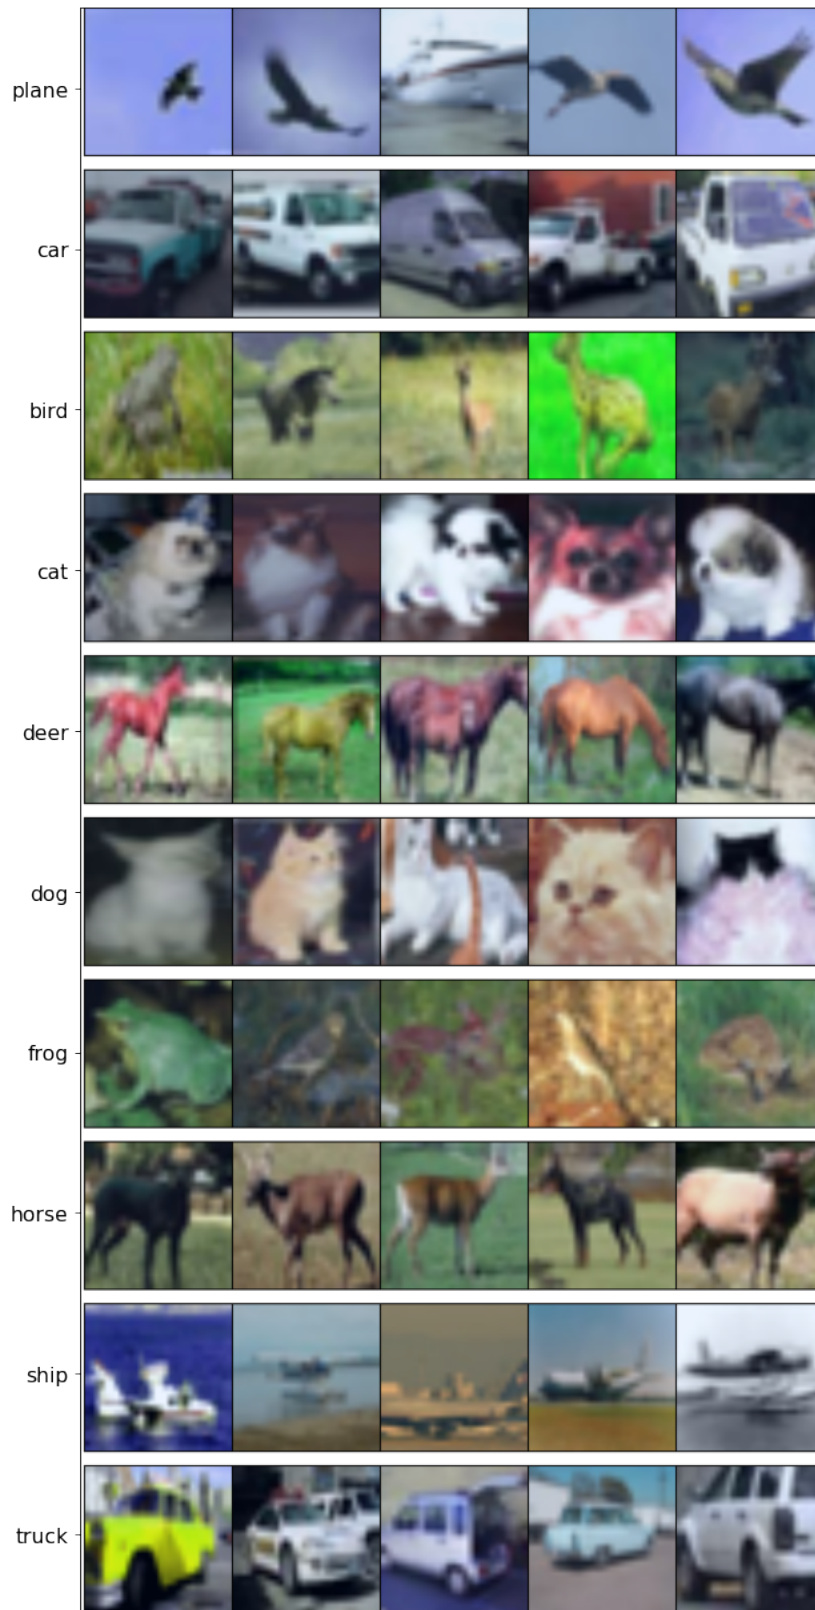 plane
car
bird
cat
deer
dog
frog
horse
ship
truck